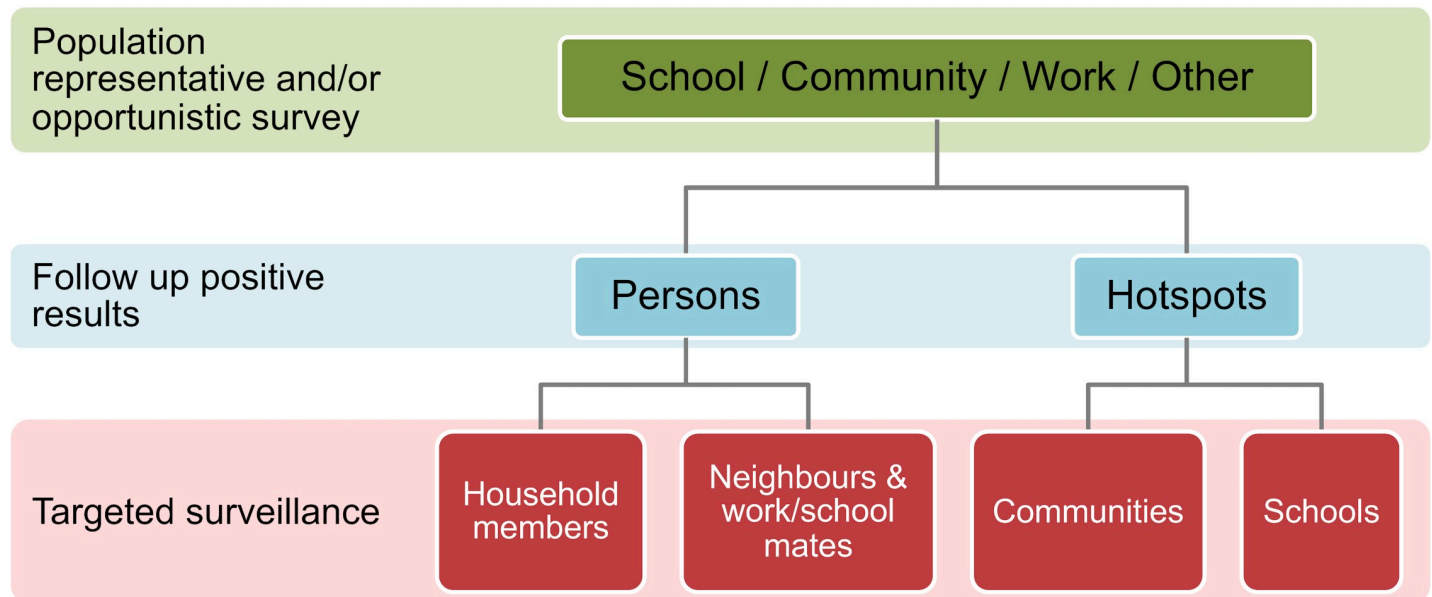 Population
representative and/or
opportunistic survey
School / Community / Work / Other
Follow up positive
results
Persons
Hotspots
Targeted surveillance
Household
members
Neighbours &
work/school
mates
Communities
Schools